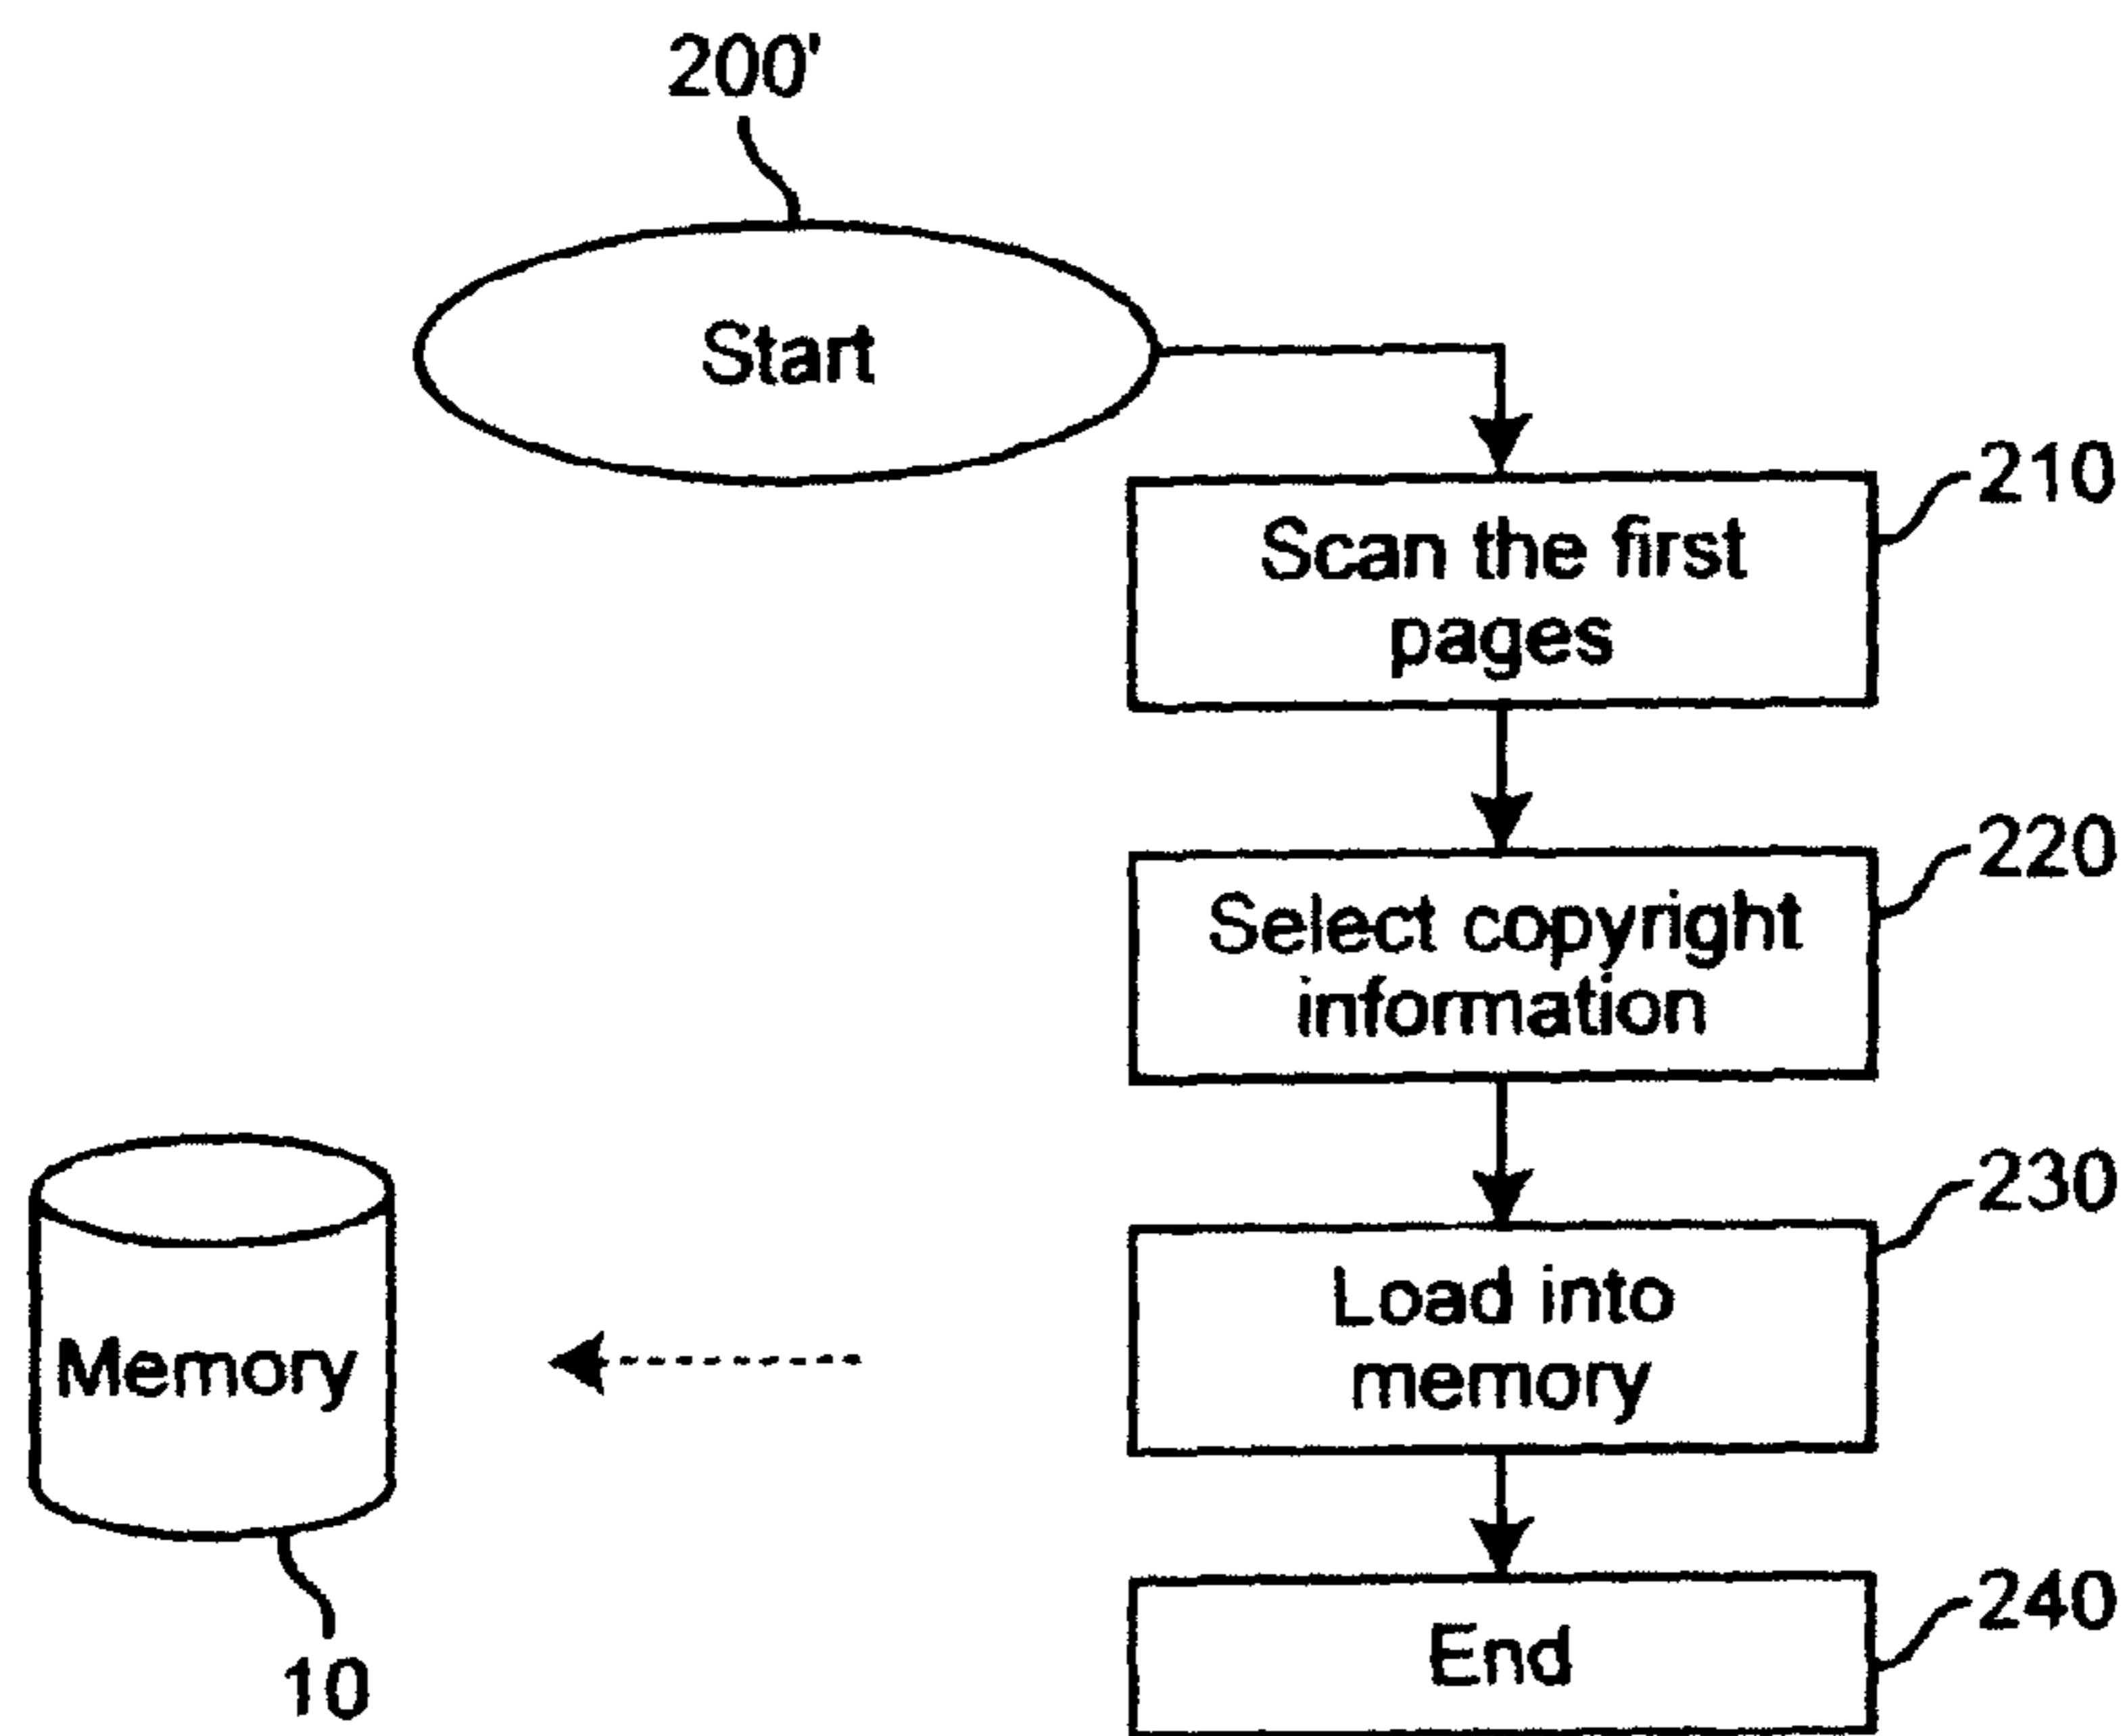 200'
Start
210
Scan the first
pages
220
Select copyright
information
230
Load into
memory
Memory
10
240
End